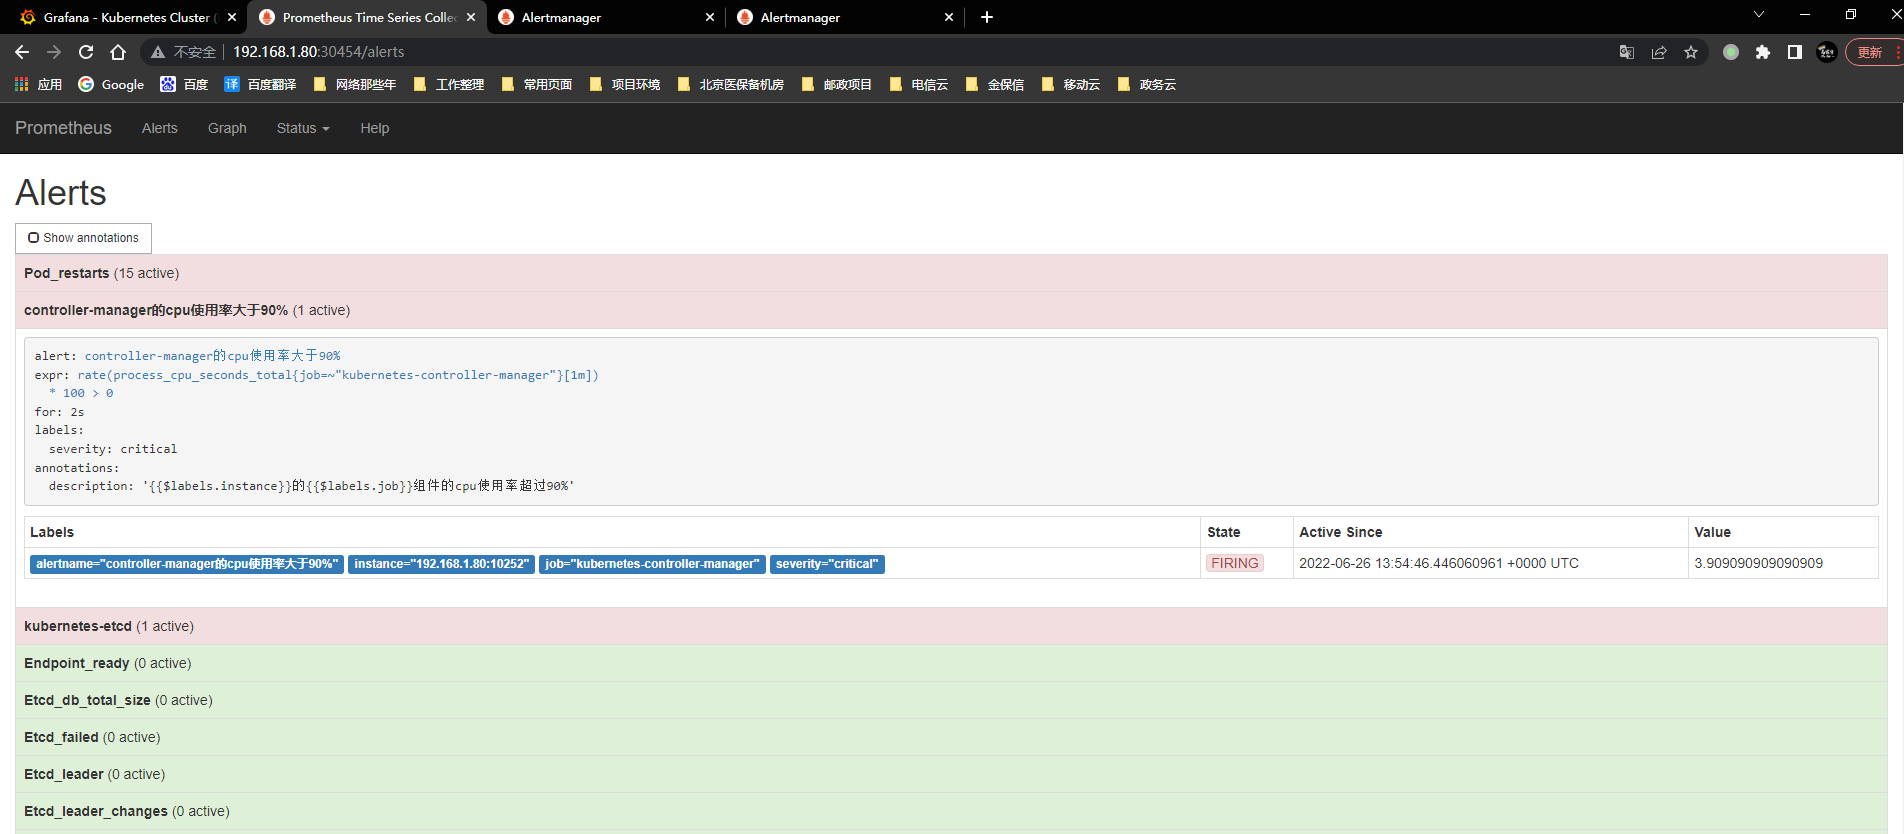 Grafana - Kubernetes Cluster (
Prometheus Time Series Collec
Alertmanager
Alertmanager
不安全 192.168.1.80:30454/alerts
更新
应用 Google 百度 译 百度翻译 网络那些年 工作整理 常用页面 项目环境 北京医保备机房 邮政项目 电信云 金保信 移动云 政务云
Prometheus Alerts Graph Status Help
Alerts
Show annotations
Pod_restarts (15 active)
controller-manager的cpu使用率大于90% (1 active)
alert: controller-manager的cpu使用率大于90%
expr: rate(process_cpu_seconds_total{job=~"kubernetes-controller-manager"}[1m])
* 100 > 0
for: 2s
labels:
severity: critical
annotations:
description: '{{$labels.instance}}的{{$labels.job}}组件的cpu使用率超过90%'
Labels State Active Since Value
alertname="controller-manager的cpu使用率大于90%" instance="192.168.1.80:10252" job="kubernetes-controller-manager" severity="critical" FIRING 2022-06-26 13:54:46.446060961 +0000 UTC 3.909090909090909
kubernetes-etcd (1 active)
Endpoint_ready (0 active)
Etcd_db_total_size (0 active)
Etcd_failed (0 active)
Etcd_leader (0 active)
Etcd_leader_changes (0 active)